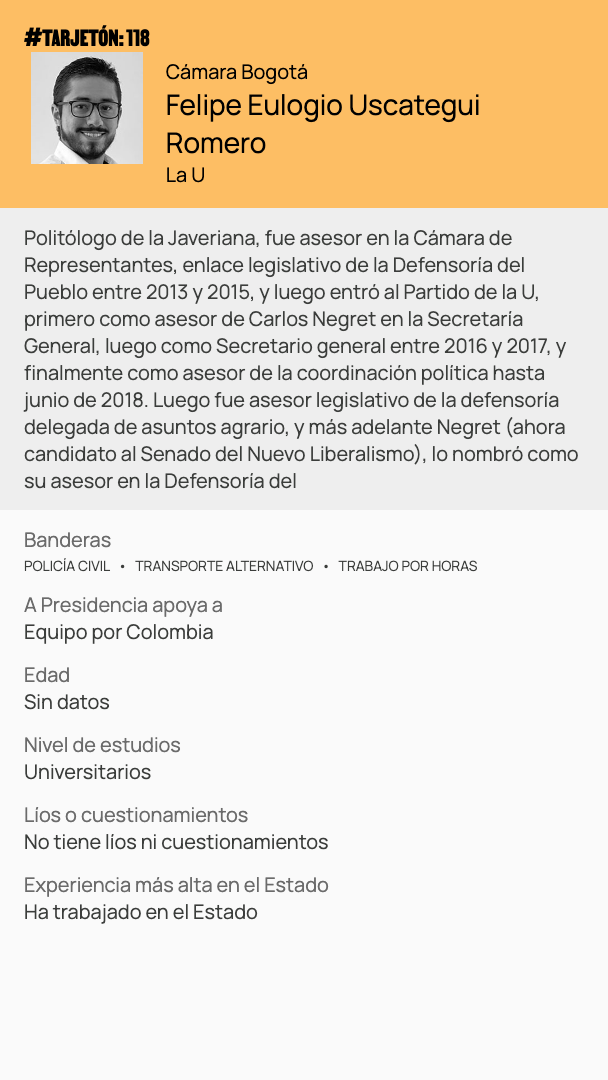 #TARJETÓN: 118
Cámara Bogotá
Felipe Eulogio Uscategui
Romero
La U
Politólogo de la Javeriana, fue asesor en la Cámara de
Representantes, enlace legislativo de la Defensoría del
Pueblo entre 2013 y 2015, y luego entró al Partido de la U,
primero como asesor de Carlos Negret en la Secretaría
General, luego como Secretario general entre 2016 y 2017, y
finalmente como asesor de la coordinación política hasta
junio de 2018. Luego fue asesor legislativo de la defensoría
delegada de asuntos agrario, y más adelante Negret (ahora
candidato al Senado del Nuevo Liberalismo), lo nombró como
su asesor en la Defensoría del
Banderas
POLICÍA CIVIL • TRANSPORTE ALTERNATIVO • TRABAJO POR HORAS
A Presidencia apoya a
Equipo por Colombia
Edad
Sin datos
Nivel de estudios
Universitarios
Líos o cuestionamientos
No tiene líos ni cuestionamientos
Experiencia más alta en el Estado
Ha trabajado en el Estado